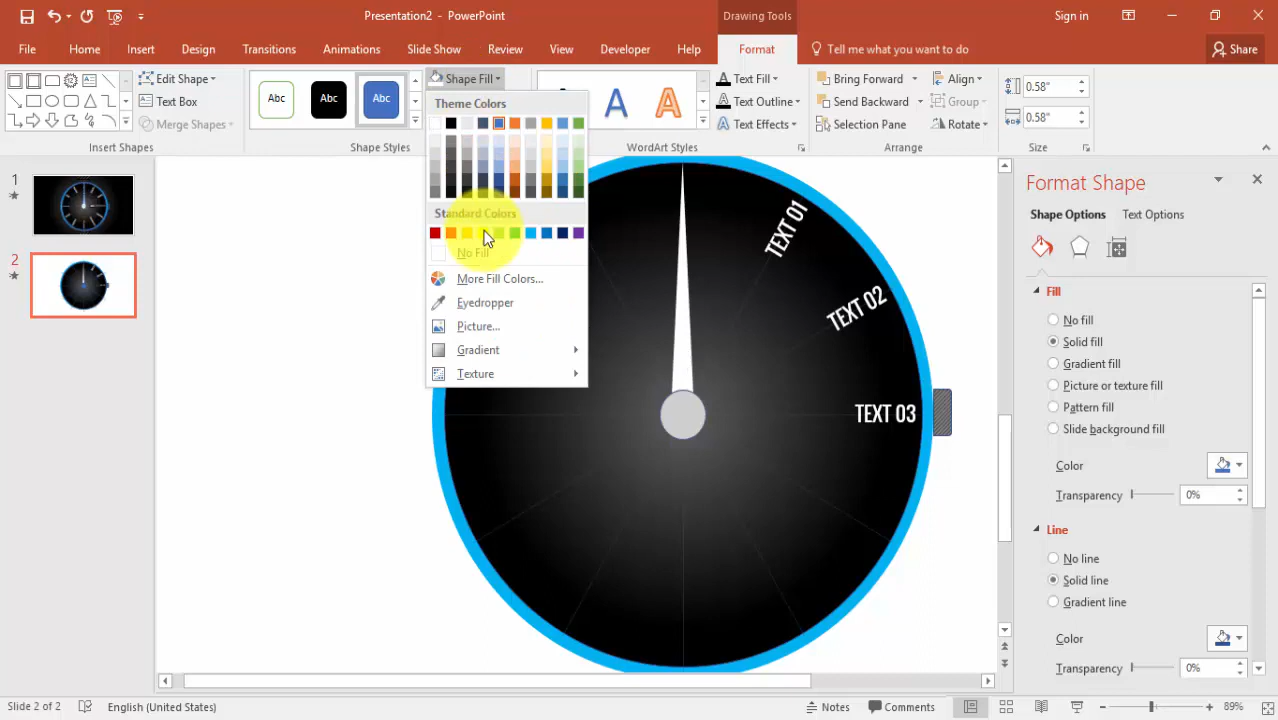 Presentation2 - PowerPoint
Drawing Tools
Sign in
File
Home
Insert
Design
Transitions
Animations
Slide Show
Review
View
Developer
Help
Format
Tell me what you want to do
Share
Edit Shape
Text Box
Merge Shapes
Insert Shapes
Abc
Abc
Abc
Shape Styles
Shape Fill
A
A
WordArt Styles
Text Fill
Text Outline
Text Effects
Bring Forward
Send Backward
Selection Pane
Align
Group
Rotate
Arrange
0.58"
0.58"
Size
Theme Colors
Standard Colors
No Fill
More Fill Colors...
Eyedropper
Picture...
Gradient
Texture
1
2
TEXT 01
TEXT 02
TEXT 03
Format Shape
Shape Options
Text Options
Fill
No fill
Solid fill
Gradient fill
Picture or texture fill
Pattern fill
Slide background fill
Color
Transparency
0%
Line
No line
Solid line
Gradient line
Color
Transparency
0%
Slide 2 of 2
English (United States)
Notes
Comments
89%